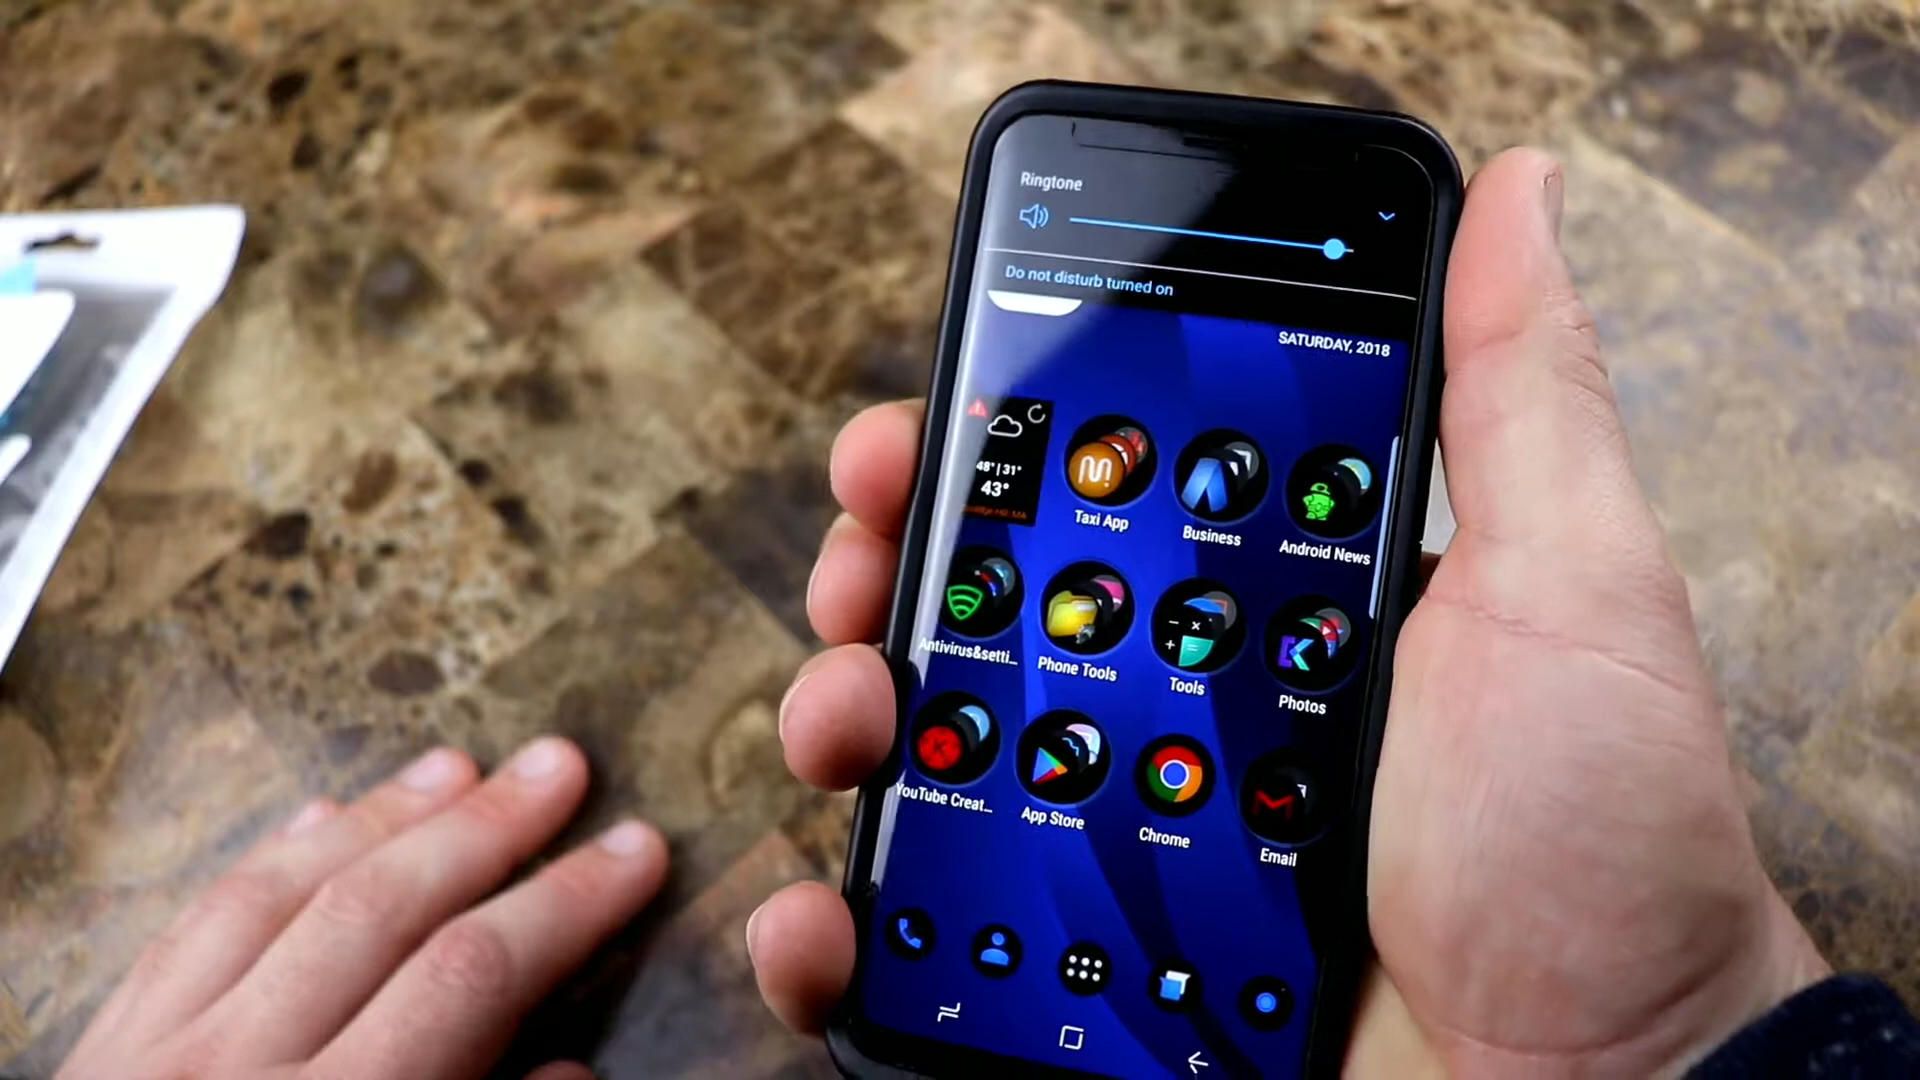 Ringtone
Do not disturb turned on
SATURDAY, 2018
48° | 31°
43°
Taxi App
Business
Android News
Antivirus&setti...
Phone Tools
Tools
Photos
YouTube Creat...
App Store
Chrome
Email